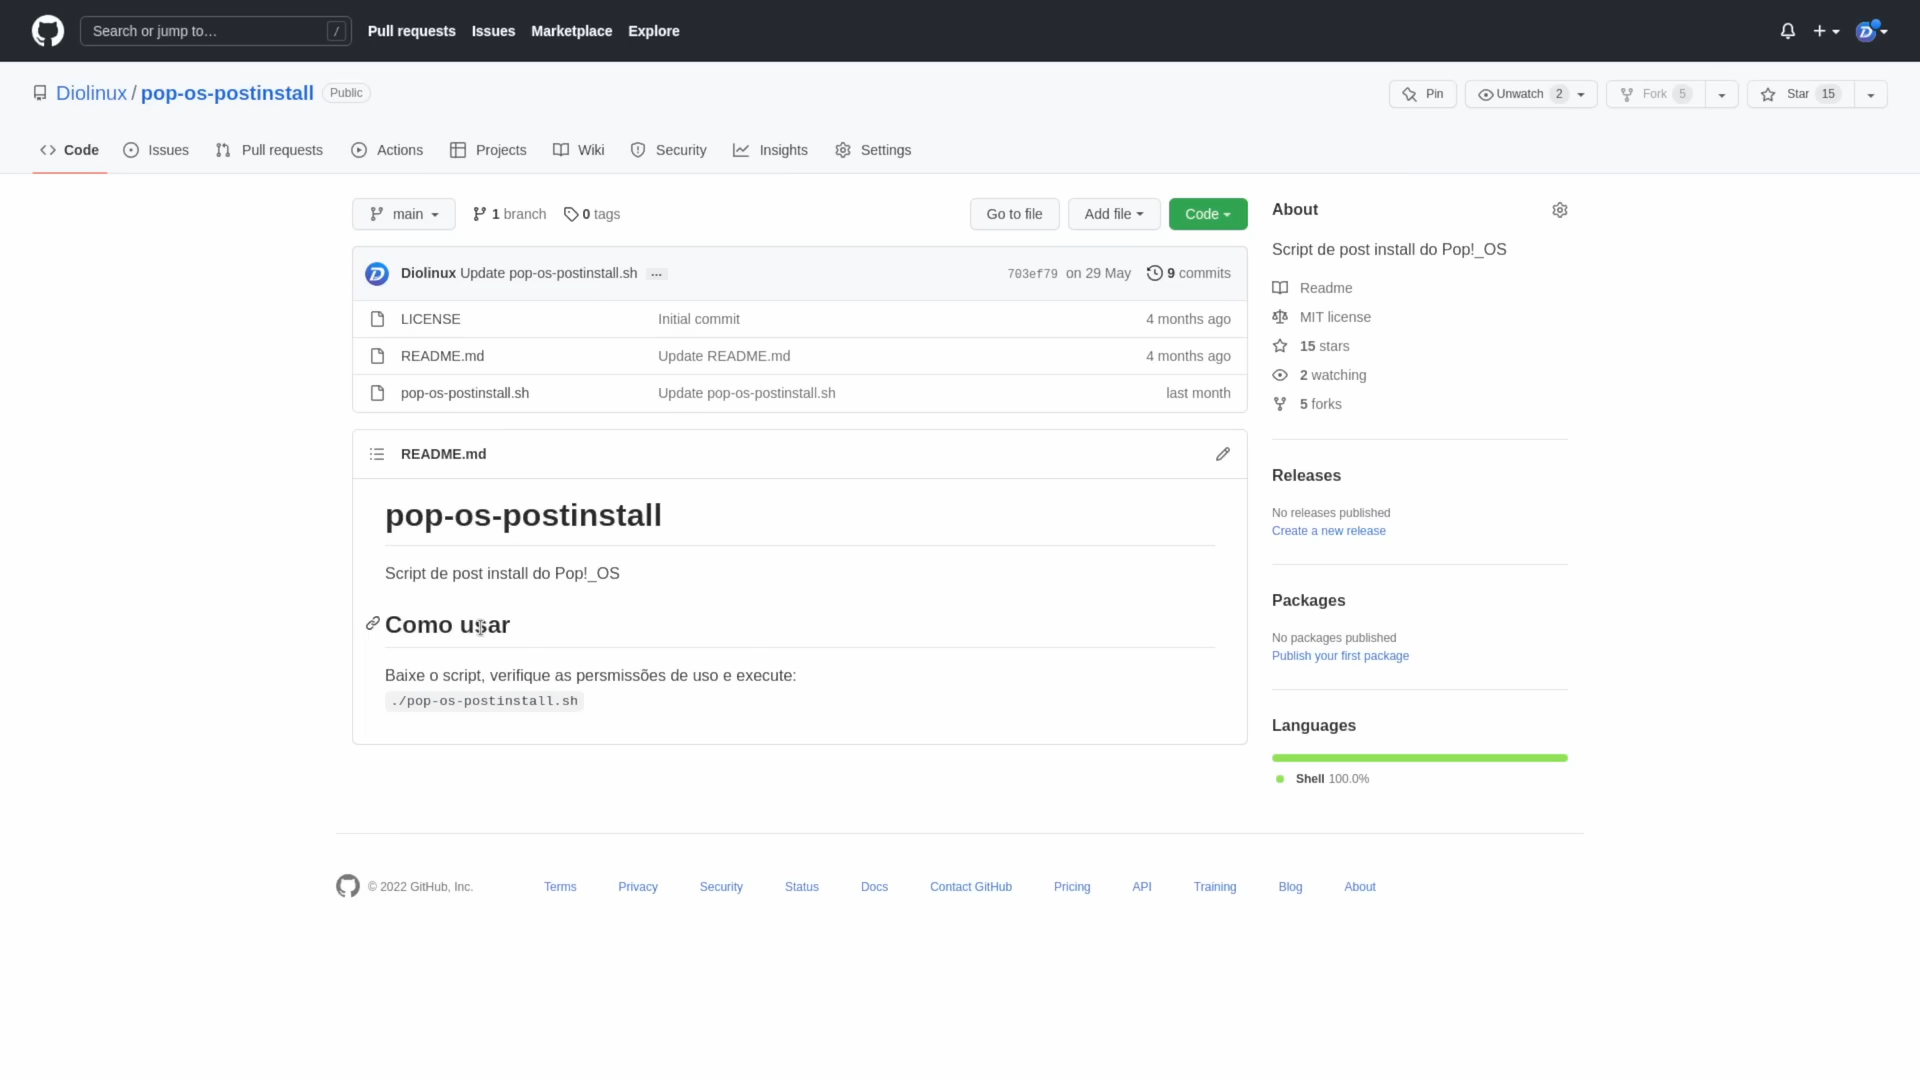 Search or jump to… /
Pull requests Issues Marketplace Explore
Diolinux / pop-os-postinstall Public
Pin Unwatch 2 Fork 5 Star 15
Code Issues Pull requests Actions Projects Wiki Security Insights Settings
main 1 branch 0 tags Go to file Add file Code
Diolinux Update pop-os-postinstall.sh … 703ef79 on 29 May 9 commits
LICENSE Initial commit 4 months ago
README.md Update README.md 4 months ago
pop-os-postinstall.sh Update pop-os-postinstall.sh last month
README.md
pop-os-postinstall
Script de post install do Pop!_OS
Como usar
Baixe o script, verifique as persmissões de uso e execute:
./pop-os-postinstall.sh
About
Script de post install do Pop!_OS
Readme
MIT license
15 stars
2 watching
5 forks
Releases
No releases published
Create a new release
Packages
No packages published
Publish your first package
Languages
Shell 100.0%
© 2022 GitHub, Inc. Terms Privacy Security Status Docs Contact GitHub Pricing API Training Blog About